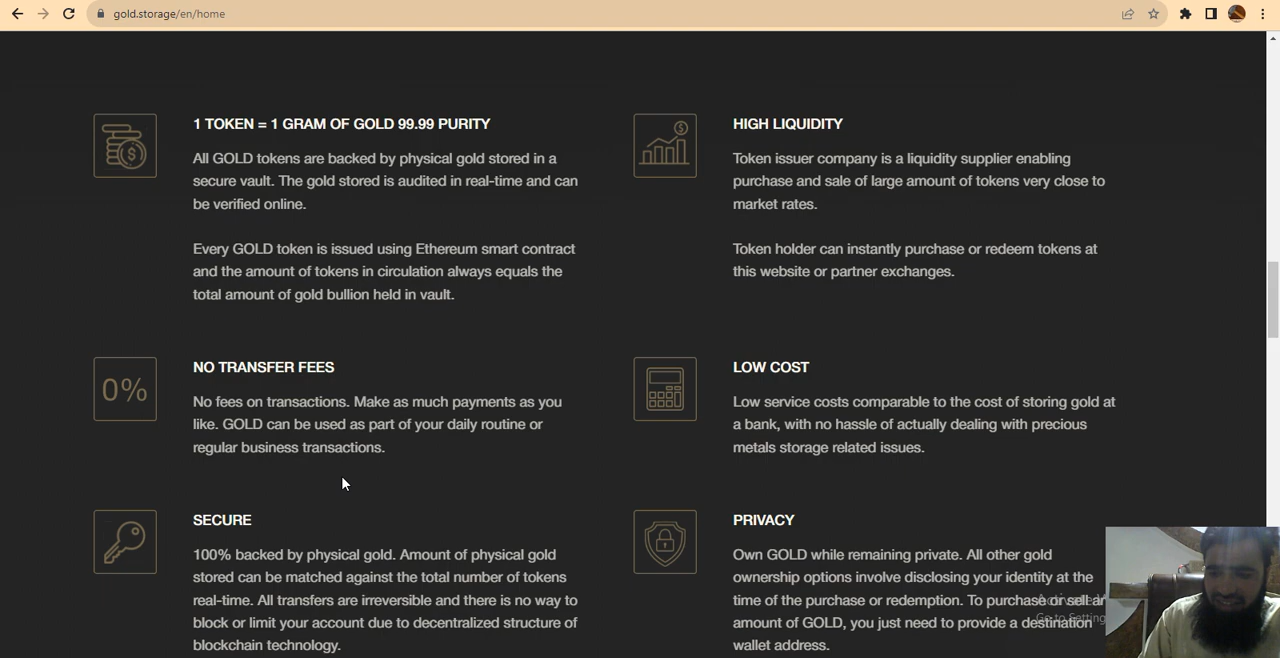 gold.storage/en/home
1 TOKEN = 1 GRAM OF GOLD 99.99 PURITY
All GOLD tokens are backed by physical gold stored in a
secure vault. The gold stored is audited in real-time and can
be verified online.
Every GOLD token is issued using Ethereum smart contract
and the amount of tokens in circulation always equals the
total amount of gold bullion held in vault.
HIGH LIQUIDITY
Token issuer company is a liquidity supplier enabling
purchase and sale of large amount of tokens very close to
market rates.
Token holder can instantly purchase or redeem tokens at
this website or partner exchanges.
0%
NO TRANSFER FEES
No fees on transactions. Make as much payments as you
like. GOLD can be used as part of your daily routine or
regular business transactions.
LOW COST
Low service costs comparable to the cost of storing gold at
a bank, with no hassle of actually dealing with precious
metals storage related issues.
SECURE
100% backed by physical gold. Amount of physical gold
stored can be matched against the total number of tokens
real-time. All transfers are irreversible and there is no way to
block or limit your account due to decentralized structure of
blockchain technology.
PRIVACY
Own GOLD while remaining private. All other gold
ownership options involve disclosing your identity at the
time of the purchase or redemption. To purchase or sell
amount of GOLD, you just need to provide a destination
wallet address.
Activate
Go to Setting